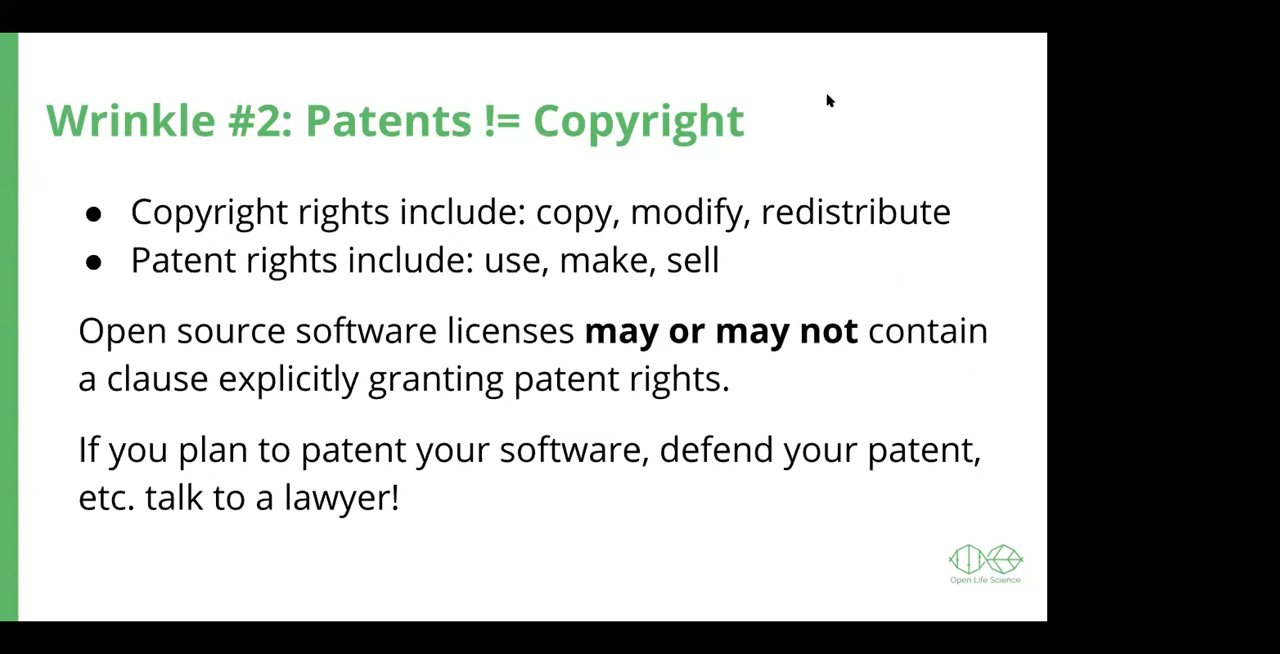 Wrinkle #2: Patents != Copyright
● Copyright rights include: copy, modify, redistribute
● Patent rights include: use, make, sell
Open source software licenses may or may not contain
a clause explicitly granting patent rights.
If you plan to patent your software, defend your patent,
etc. talk to a lawyer!
Open Life Science